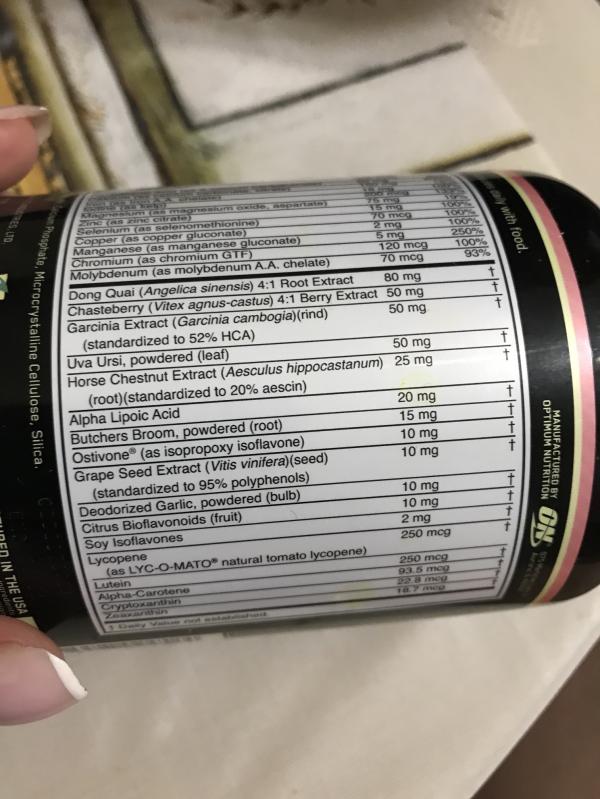 Magnesium (as magnesium oxide, aspartate) 75 mg
Zinc (as zinc citrate) 15 mg 100%
Selenium (as selenomethionine) 70 mcg 100%
Copper (as copper gluconate) 2 mg 100%
Manganese (as manganese gluconate) 5 mg 250%
Chromium (as chromium GTF) 120 mcg 100%
Molybdenum (as molybdenum A.A. chelate) 70 mcg 93%
Dong Quai (Angelica sinensis) 4:1 Root Extract 80 mg †
Chasteberry (Vitex agnus-castus) 4:1 Berry Extract 50 mg †
Garcinia Extract (Garcinia cambogia)(rind) 50 mg †
(standardized to 52% HCA)
Uva Ursi, powdered (leaf) 50 mg †
Horse Chestnut Extract (Aesculus hippocastanum) 25 mg †
(root)(standardized to 20% aescin)
Alpha Lipoic Acid 20 mg †
Butchers Broom, powdered (root) 15 mg †
Ostivone® (as isopropoxy isoflavone) 10 mg †
Grape Seed Extract (Vitis vinifera)(seed) 10 mg †
(standardized to 95% polyphenols)
Deodorized Garlic, powdered (bulb) 10 mg †
Citrus Bioflavonoids (fruit) 10 mg †
Soy Isoflavones 2 mg †
Lycopene 250 mcg †
(as LYC-O-MATO® natural tomato lycopene)
Lutein 250 mcg †
Alpha-Carotene 93.5 mcg †
Cryptoxanthin 22.8 mcg †
Zeaxanthin 18.7 mcg †
† Daily Value not established.
daily with food.
MANUFACTURED BY
OPTIMUM NUTRITION
ON
Phosphate, Microcrystalline Cellulose, Silica.
IN THE USA
LTD